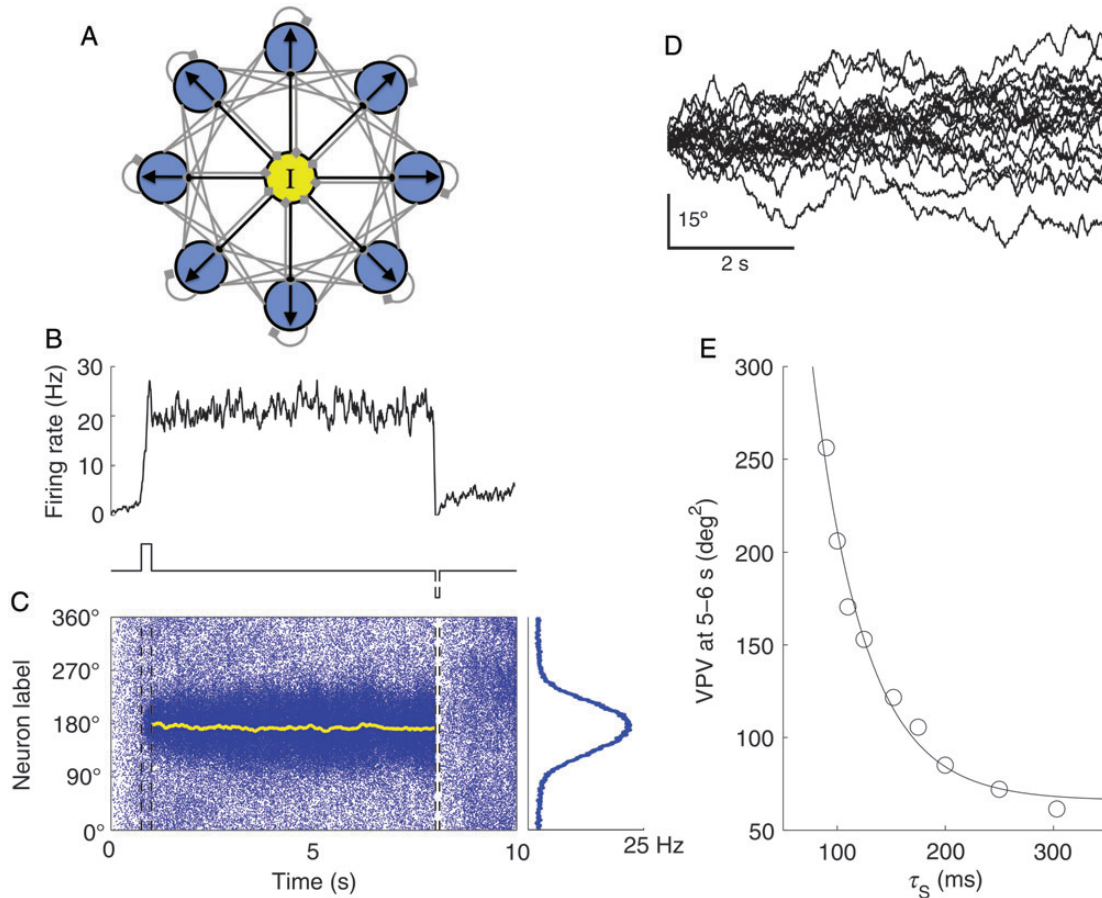 A
I
B
30
20
10
0
Firing rate (Hz)
C
360°
270°
180°
90°
0°
Neuron label
0
5
10
Time (s)
25 Hz
D
15°
2 s
E
300
250
200
150
100
50
VPV at 5–6 s (deg²)
100
200
300
τS (ms)